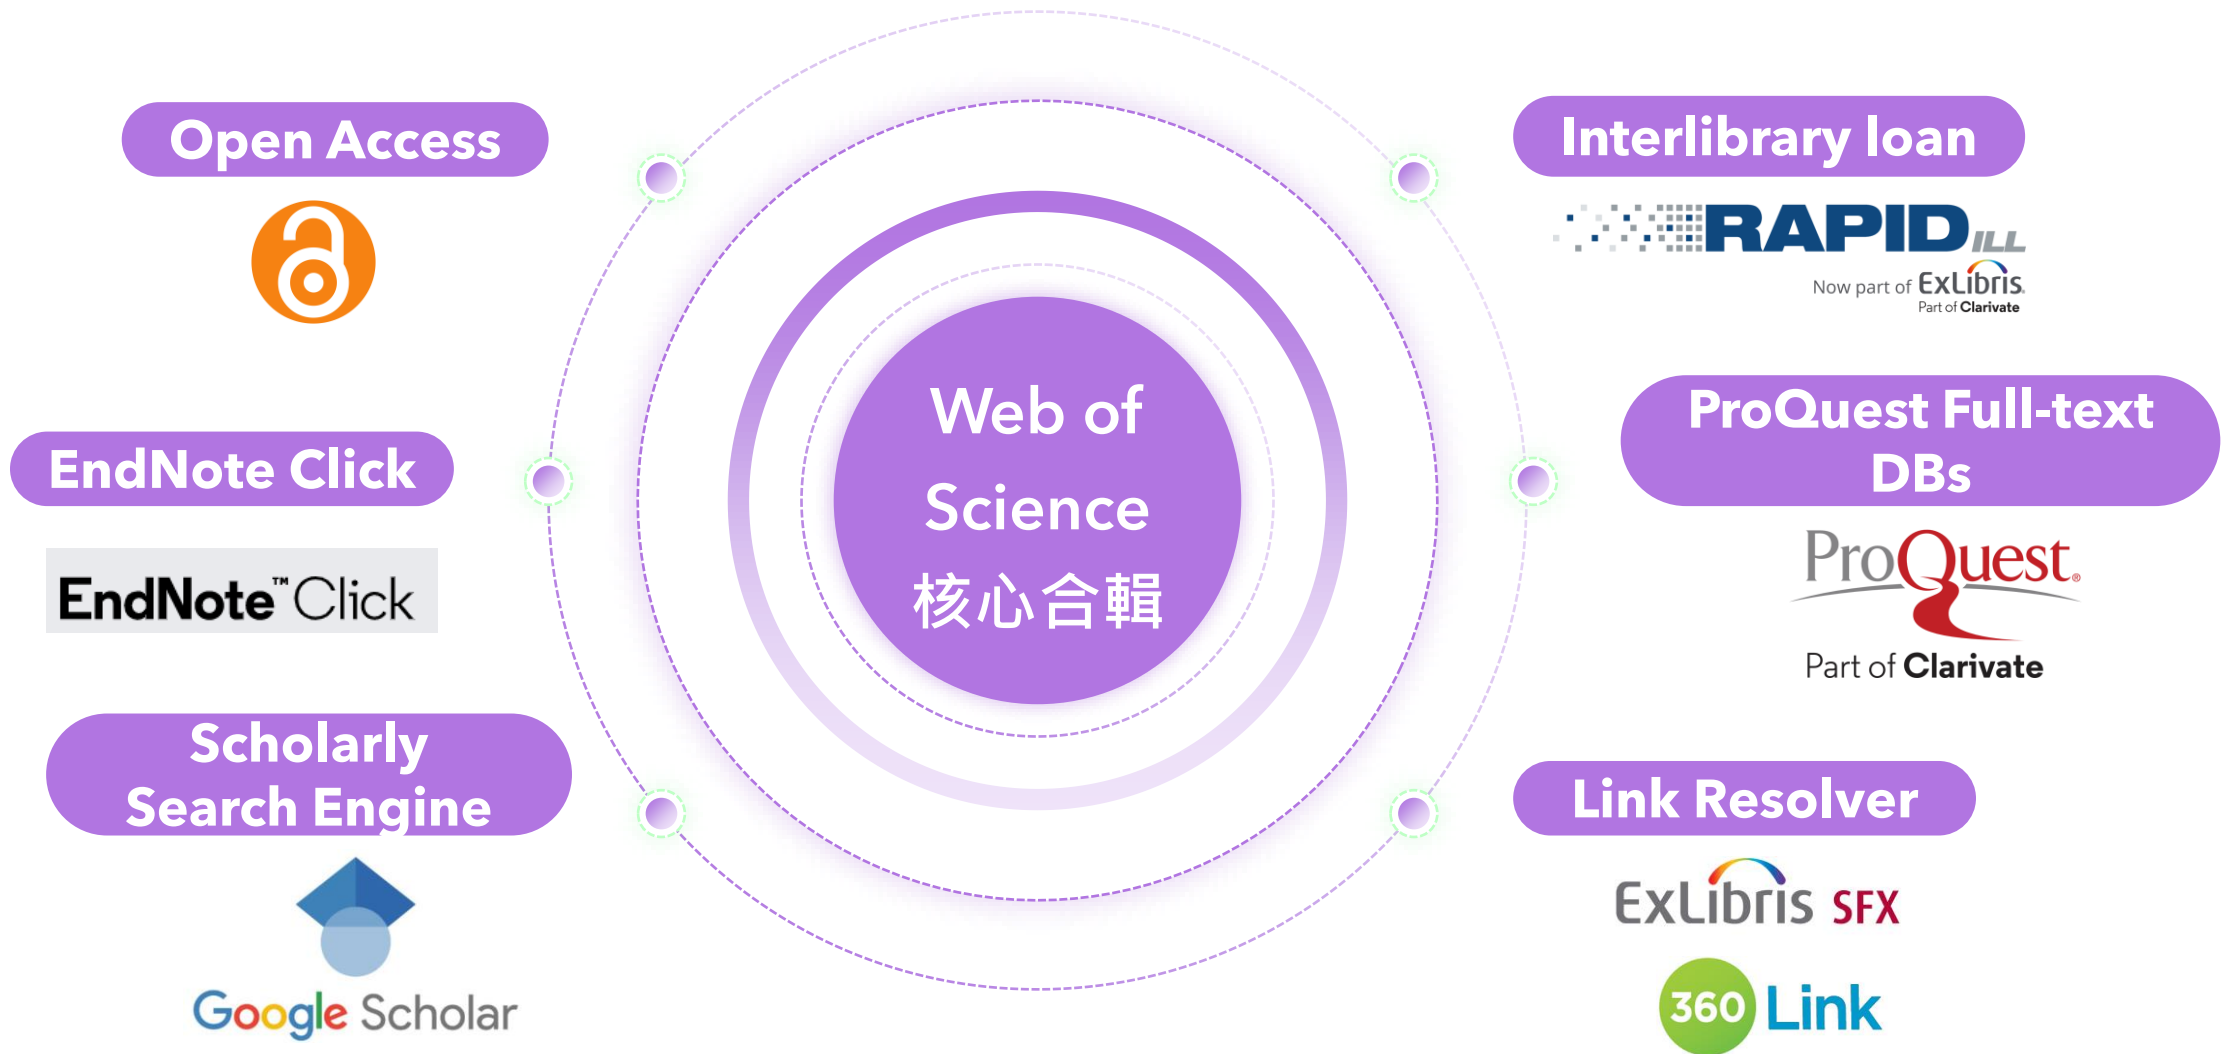 Open Access
EndNote Click
EndNote™ Click
Scholarly
Search Engine
Google Scholar
Web of
Science
核心合輯
Interlibrary loan
RAPID ILL
Now part of ExLibris.
Part of Clarivate
ProQuest Full-text
DBs
ProQuest®
Part of Clarivate
Link Resolver
ExLibris SFX
360 Link